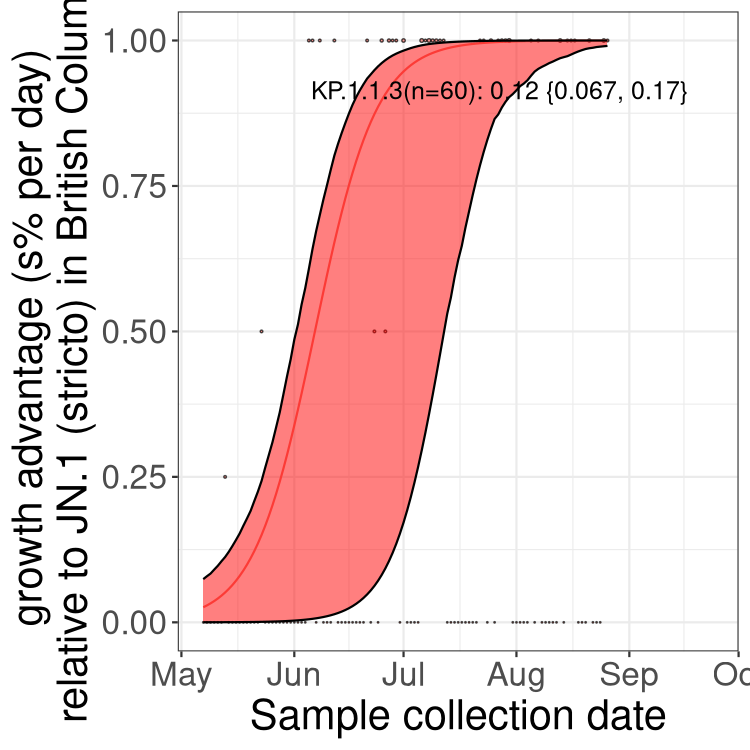 growth advantage (s% per day)
relative to JN.1 (stricto) in British Colum
1.00
0.75
0.50
0.25
0.00
KP.1.1.3(n=60): 0.12 {0.067, 0.17}
May Jun Jul Aug Sep Oc
Sample collection date